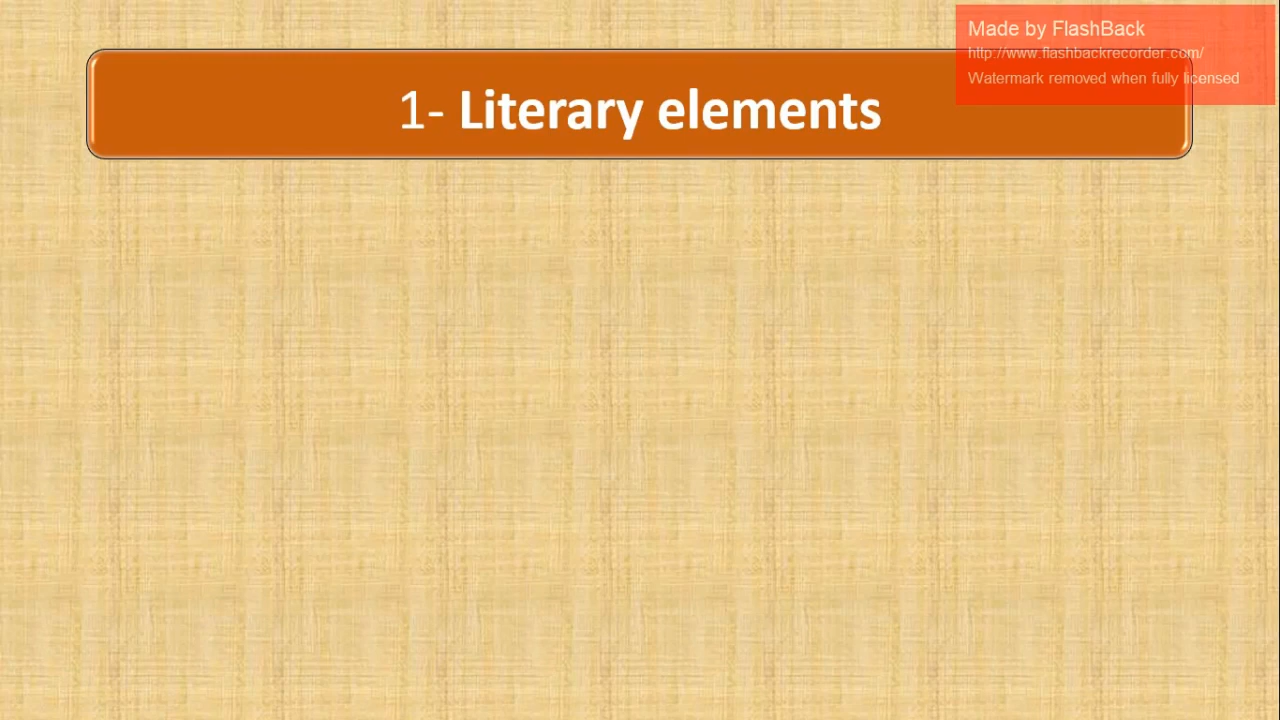 Made by FlashBack
http://www.flashbackrecorder.com/
Watermark removed when fully licensed
1- Literary elements